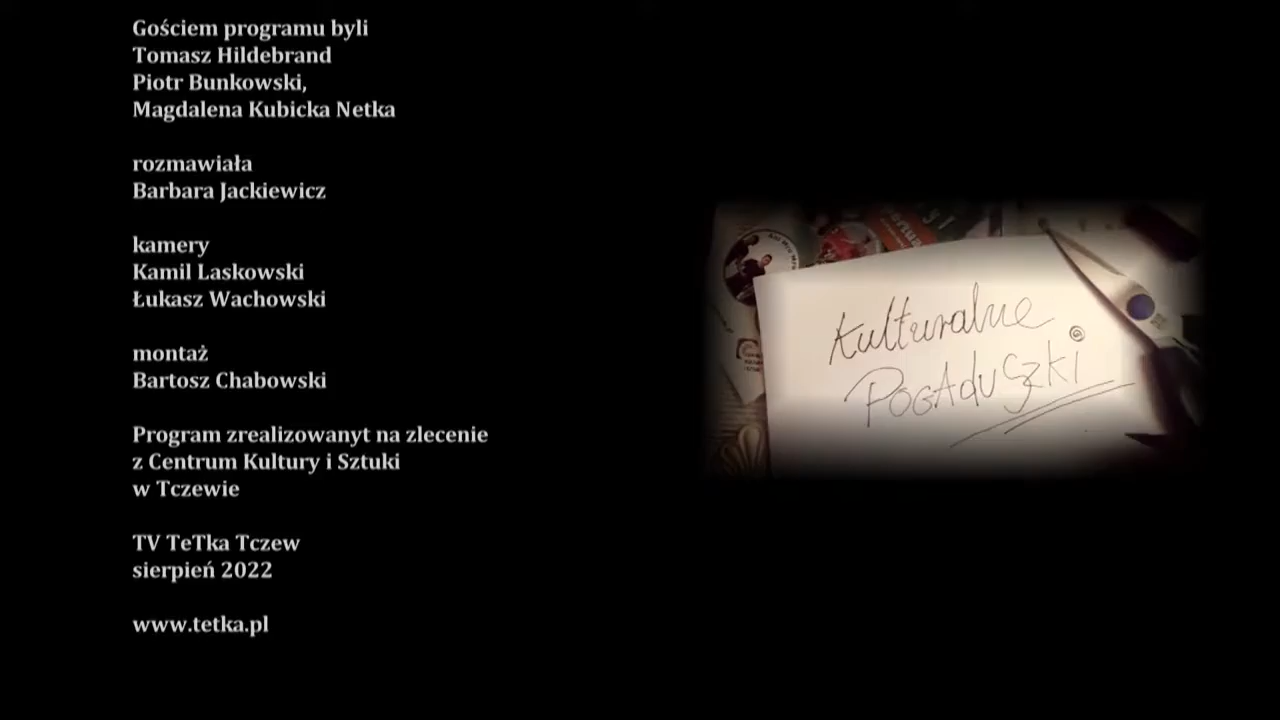 Gościem programu byli
Tomasz Hildebrand
Piotr Bunkowski,
Magdalena Kubicka Netka
rozmawiała
Barbara Jackiewicz
kamery
Kamil Laskowski
Łukasz Wachowski
montaż
Bartosz Chabowski
Program zrealizowanyt na zlecenie
z Centrum Kultury i Sztuki
w Tczewie
TV TeTka Tczew
sierpień 2022
www.tetka.pl
Kulturalne
POGAdUSzki